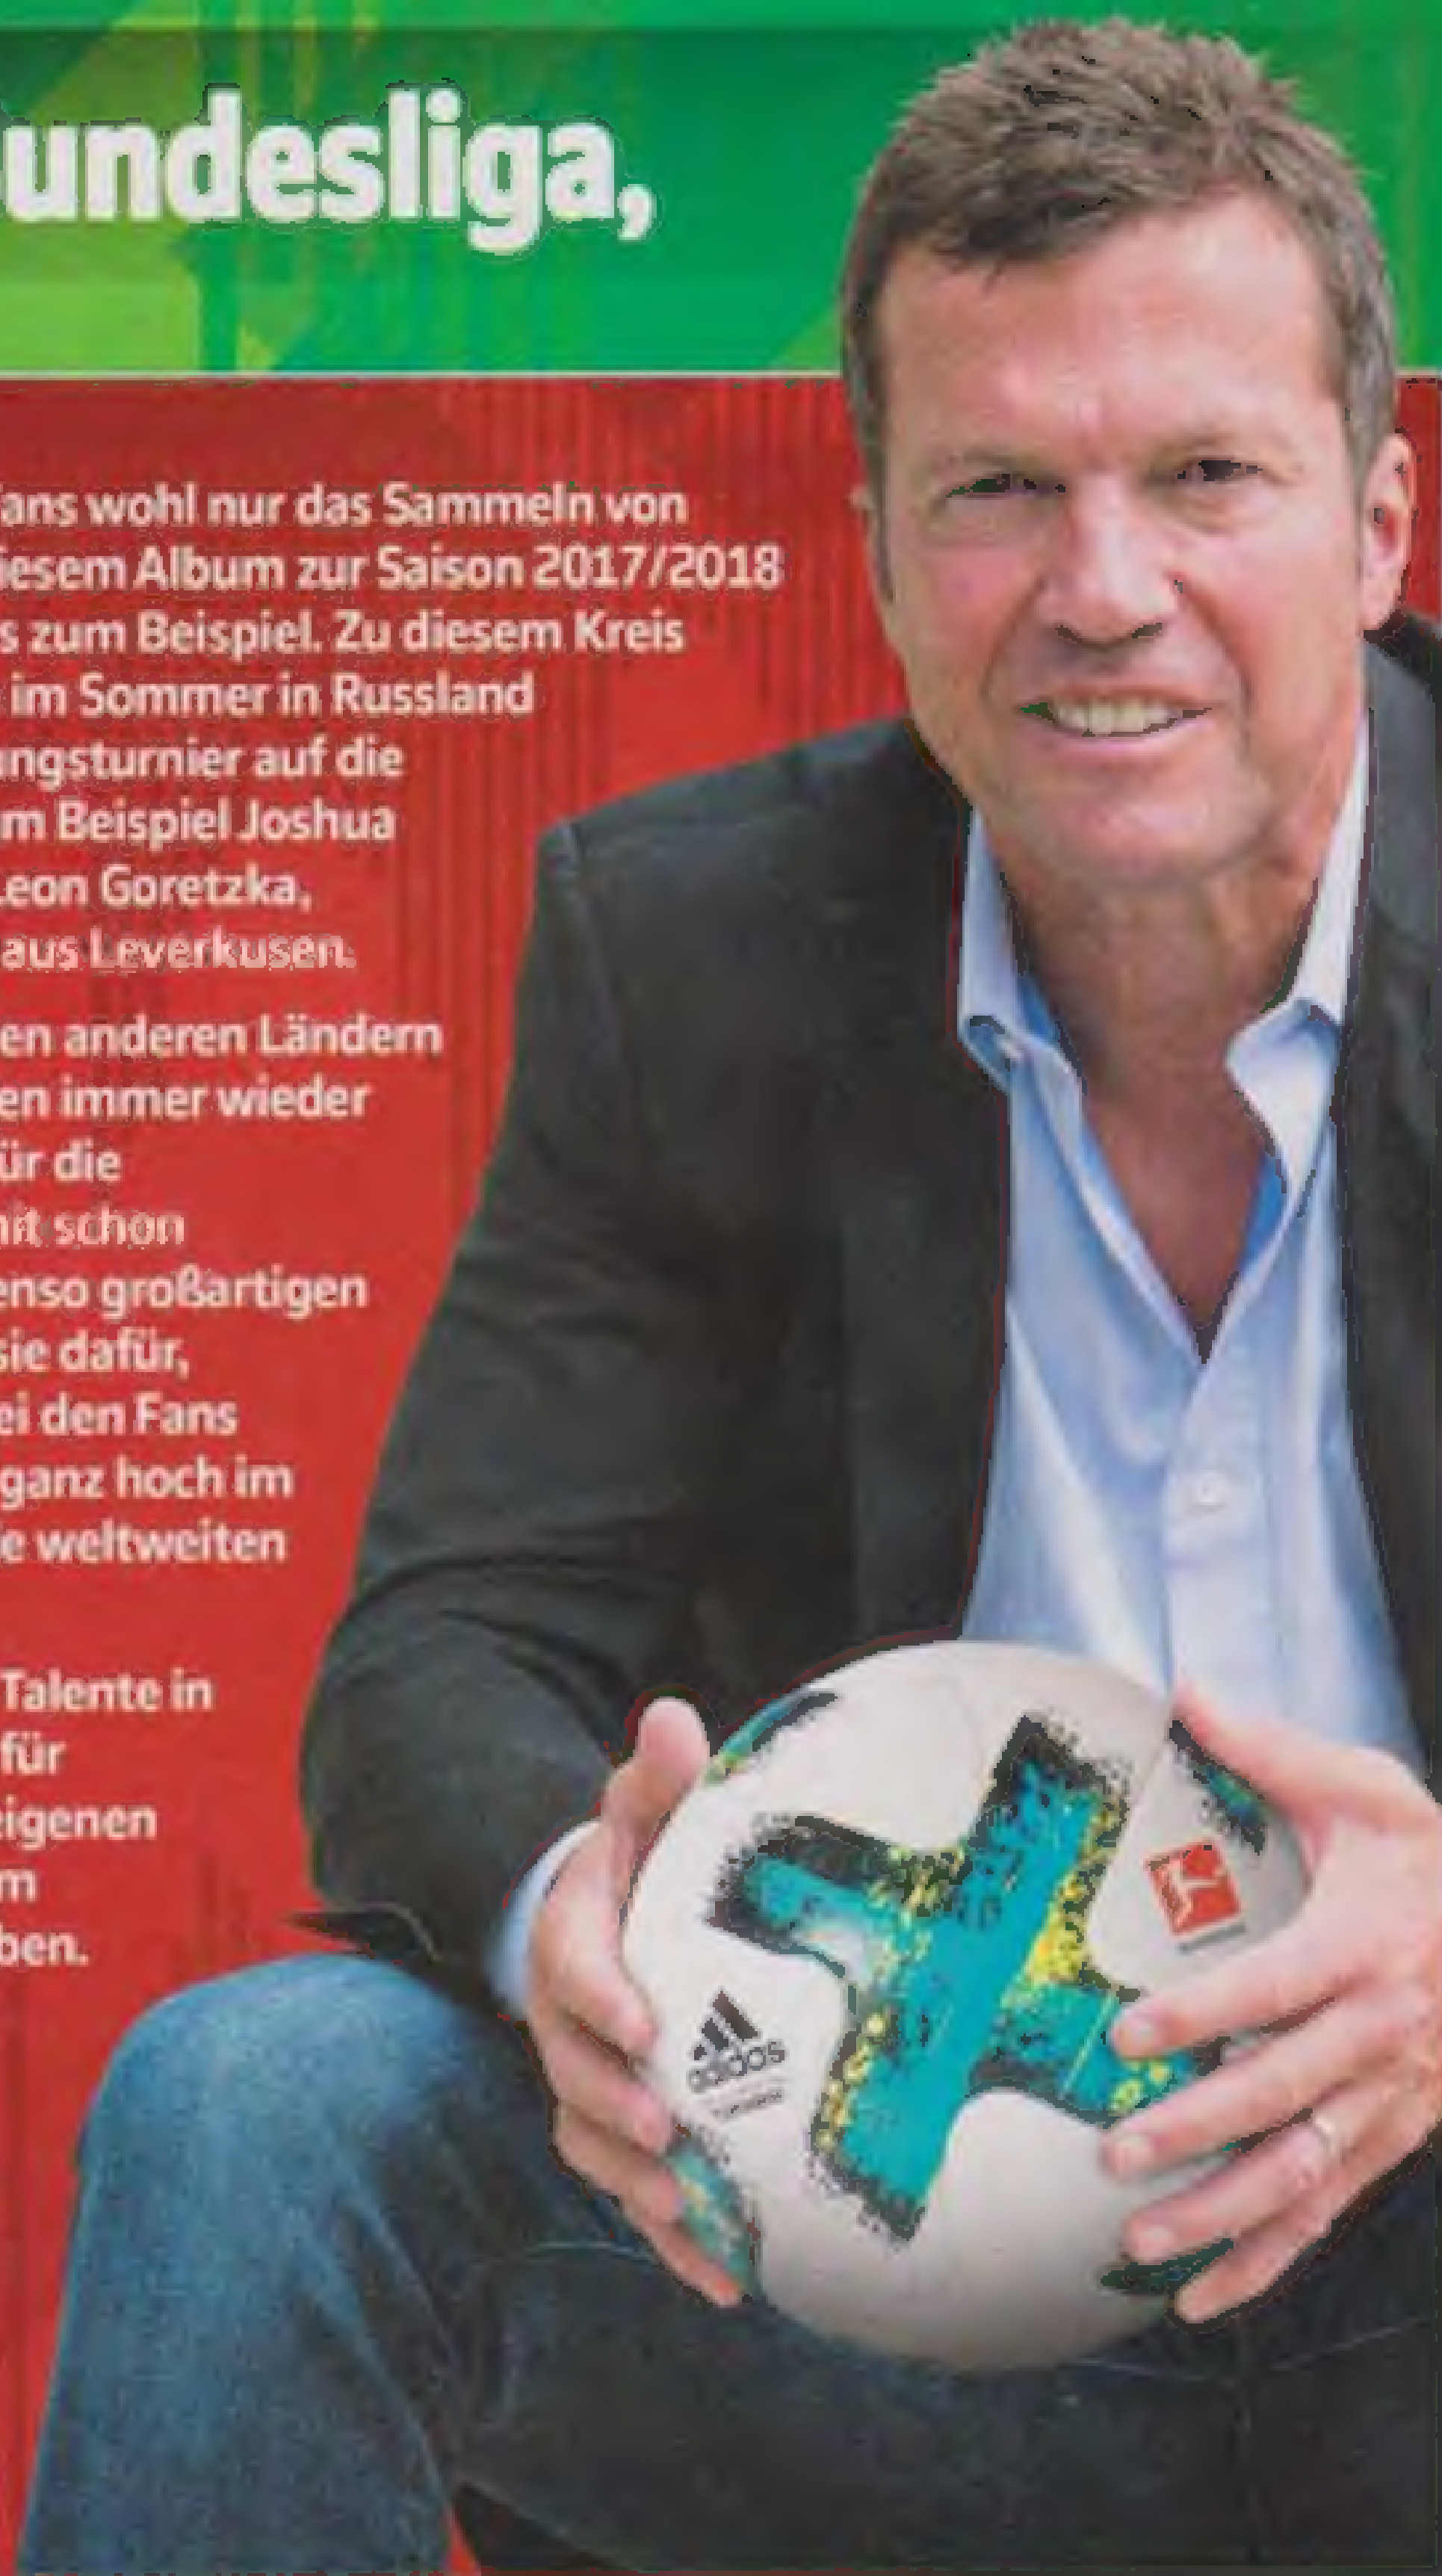 undesliga,
ans wohl nur das Sammeln von
iesem Album zur Saison 2017/2018
s zum Beispiel. Zu diesem Kreis
im Sommer in Russland
ngsturnier auf die
m Beispiel Joshua
Leon Goretzka,
aus Leverkusen.
en anderen Ländern
en immer wieder
ür die
nit schon
enso großartigen
sie dafür,
ei den Fans
ganz hoch im
e weltweiten
Talente in
für
eigenen
m
ben.
adidas